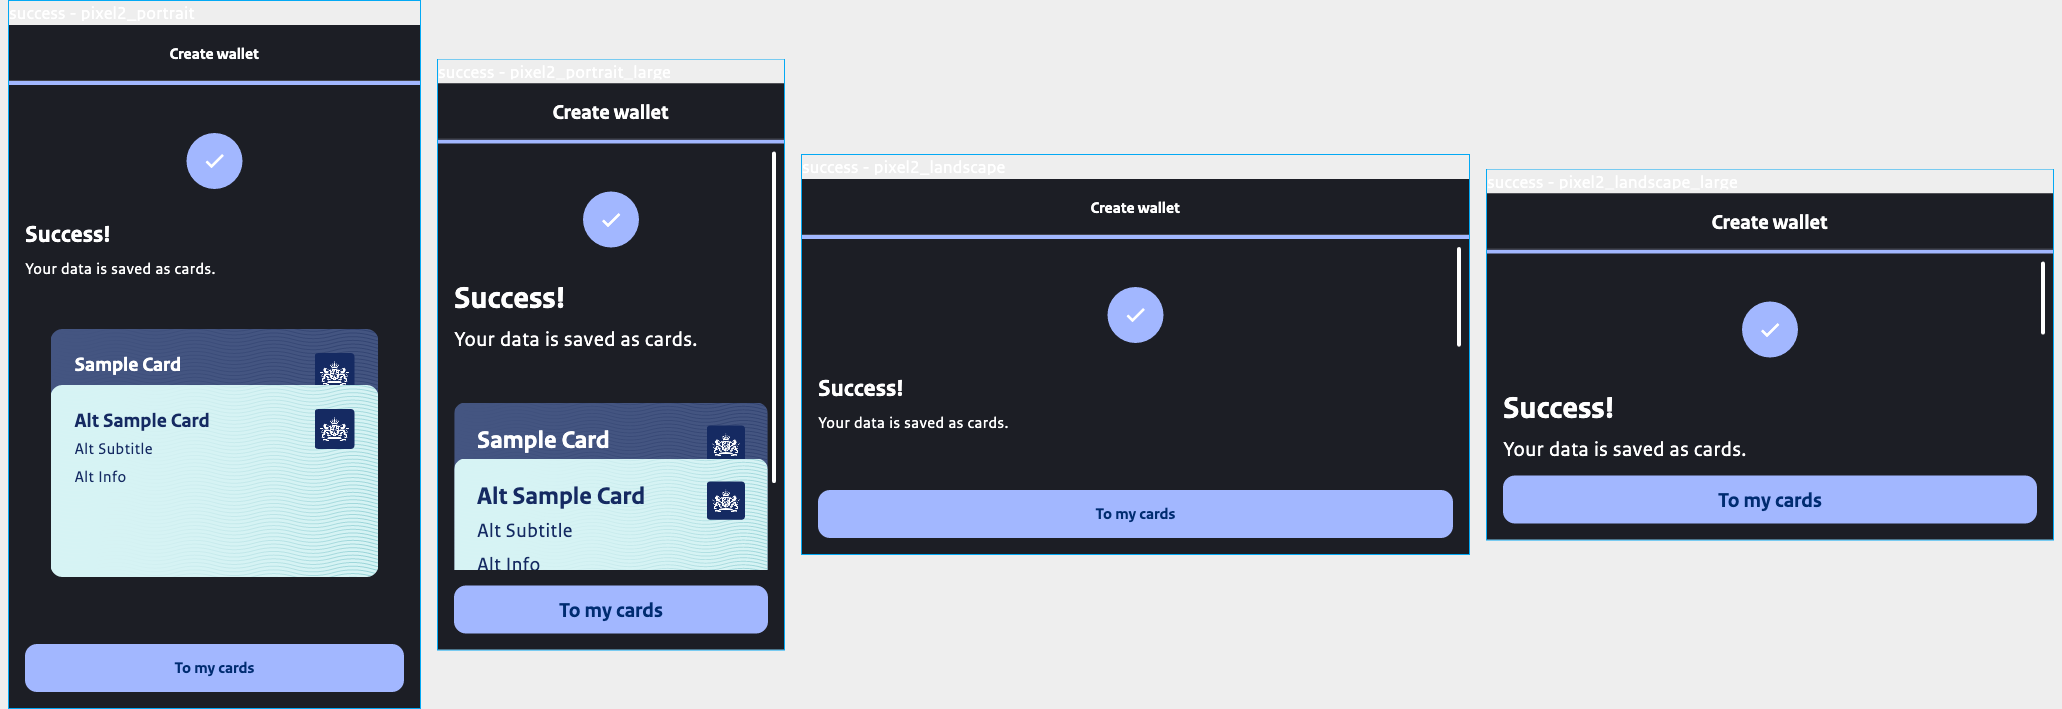 success - pixel2_portrait
Create wallet
Success!
Your data is saved as cards.
Sample Card
Alt Sample Card
Alt Subtitle
Alt Info
To my cards
success - pixel2_portrait_large
Create wallet
Success!
Your data is saved as cards.
Sample Card
Alt Sample Card
Alt Subtitle
Alt Info
To my cards
success - pixel2_landscape
Create wallet
Success!
Your data is saved as cards.
To my cards
success - pixel2_landscape_large
Create wallet
Success!
Your data is saved as cards.
To my cards